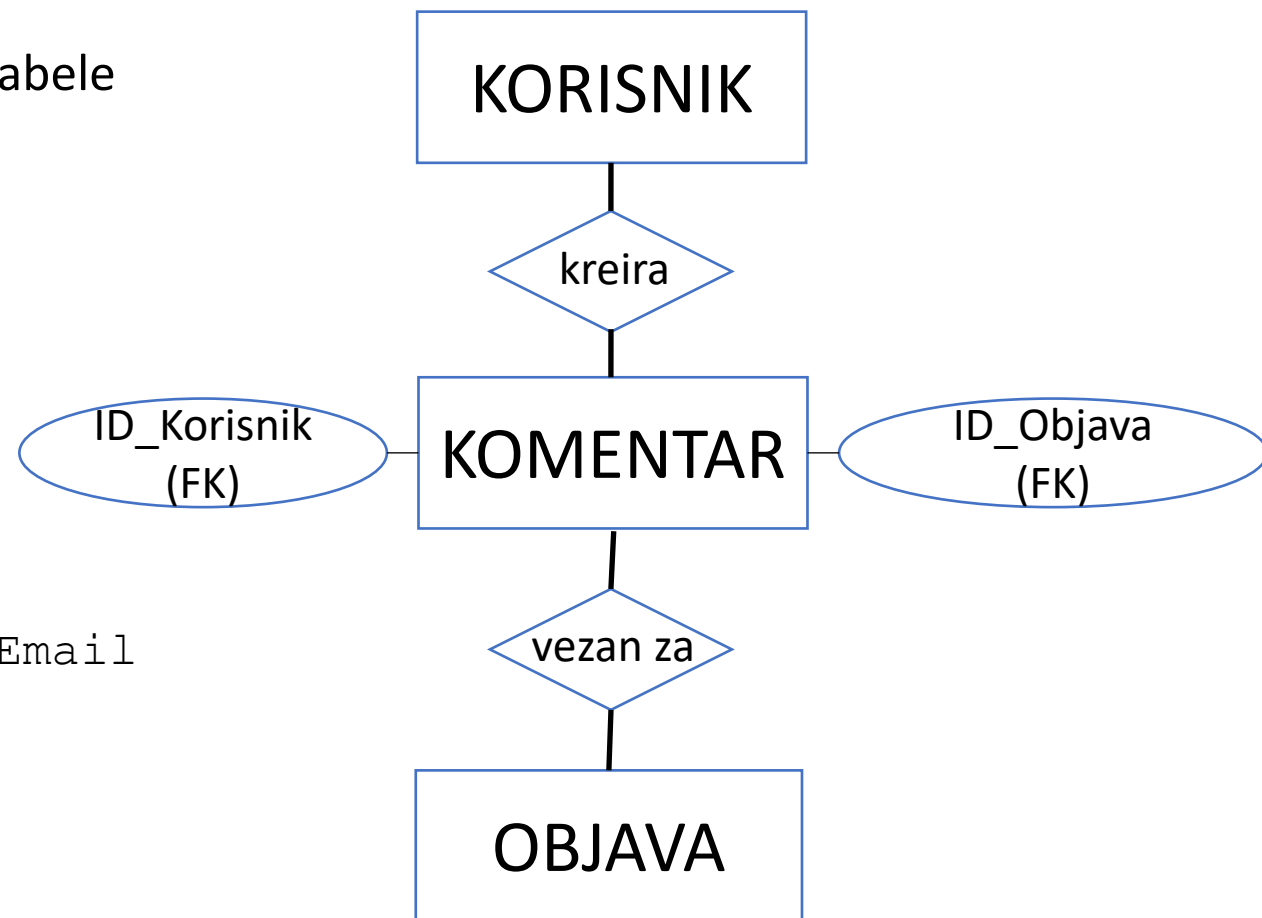 abele
KORISNIK
kreira
ID_Korisnik
(FK)
KOMENTAR
ID_Objava
(FK)
Email
vezan za
OBJAVA